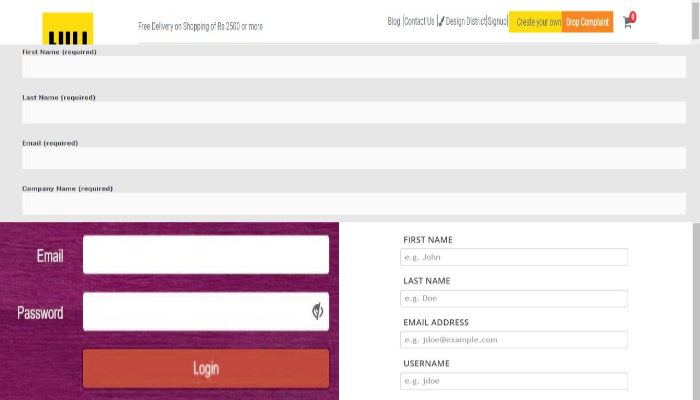 Free Delivery on Shopping of Rs 2500 or more
Blog | Contact Us | Design District | Signup Create your own Drop Complaint 0
First Name (required)
Last Name (required)
Email (required)
Company Name (required)
Email
Password
Login
FIRST NAME
e.g. John
LAST NAME
e.g. Doe
EMAIL ADDRESS
e.g. jdoe@example.com
USERNAME
e.g. jdoe